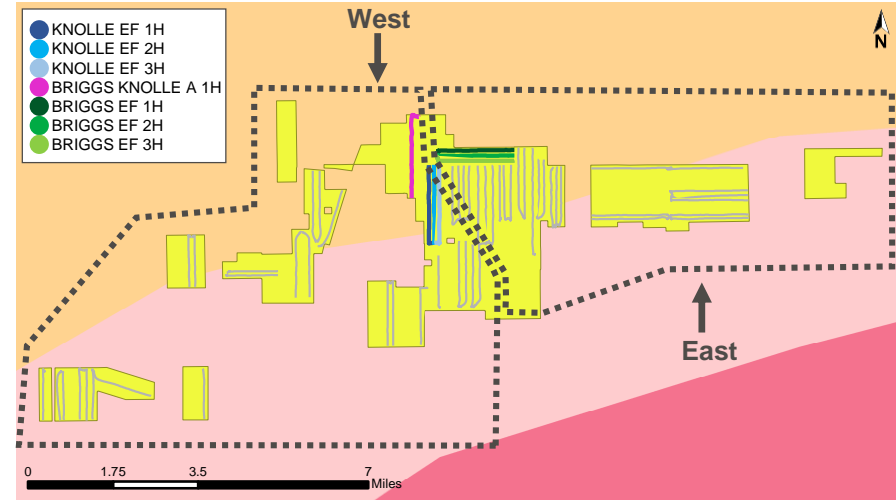 West
N
KNOLLE EF 1H
KNOLLE EF 2H
KNOLLE EF 3H
BRIGGS KNOLLE A 1H
BRIGGS EF 1H
BRIGGS EF 2H
BRIGGS EF 3H
East
0 1.75 3.5 7
Miles